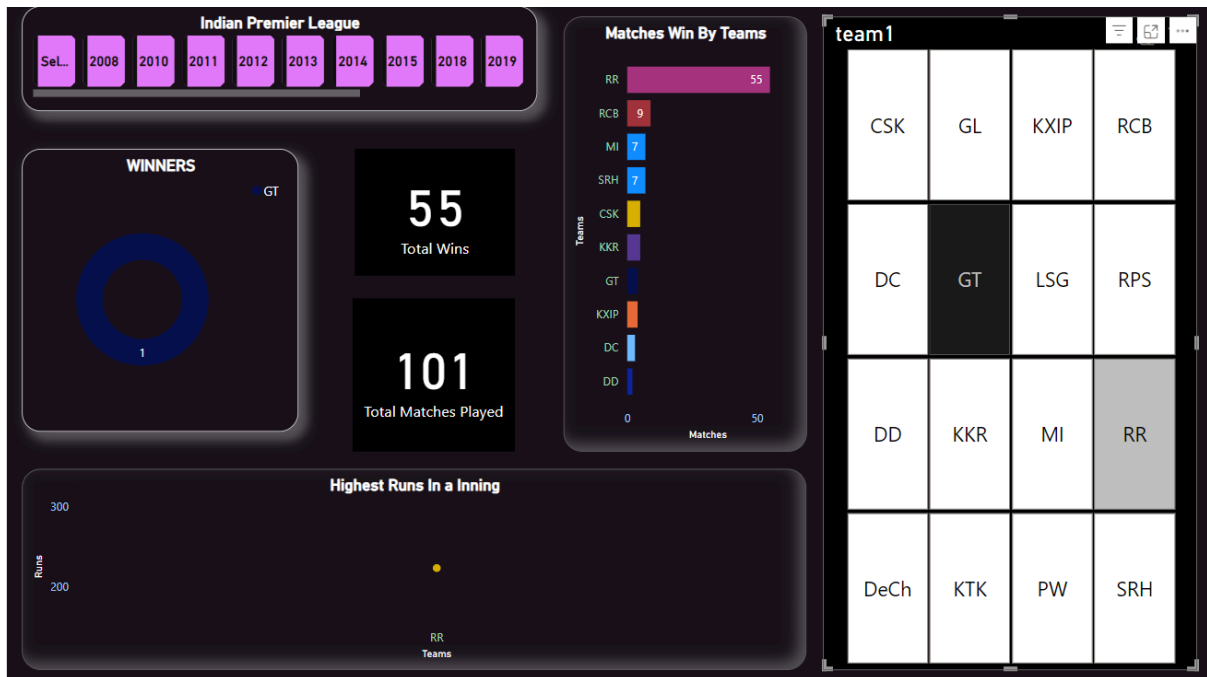 Indian Premier League
Sel... 2008 2010 2011 2012 2013 2014 2015 2018 2019
WINNERS
GT
1
55
Total Wins
101
Total Matches Played
Matches Win By Teams
Teams
RR 55
RCB 9
MI 7
SRH 7
CSK
KKR
GT
KXIP
DC
DD
0 50
Matches
Highest Runs In a Inning
Runs
300
200
RR
Teams
team1
CSK GL KXIP RCB
DC GT LSG RPS
DD KKR MI RR
DeCh KTK PW SRH